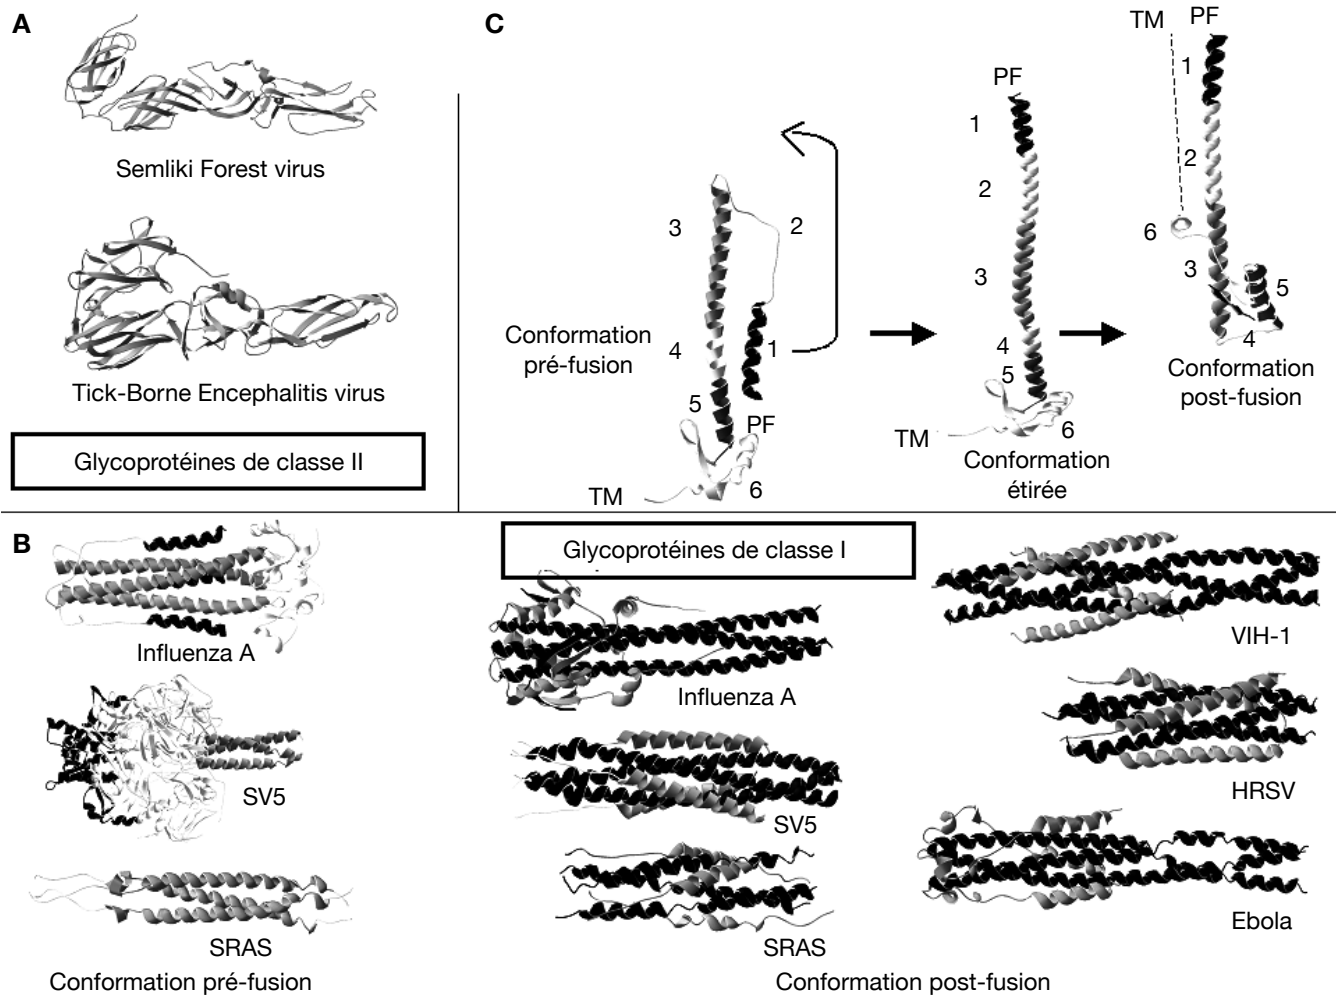 A
Semliki Forest virus
Tick-Borne Encephalitis virus
Glycoprotéines de classe II
C
3
2
Conformation
pré-fusion
4
1
5
PF
6
TM
PF
1
2
3
4
5
TM
6
Conformation
étirée
TM
PF
1
2
6
3
5
4
Conformation
post-fusion
B
Influenza A
SV5
SRAS
Conformation pré-fusion
Glycoprotéines de classe I
Influenza A
SV5
SRAS
VIH-1
HRSV
Ebola
Conformation post-fusion